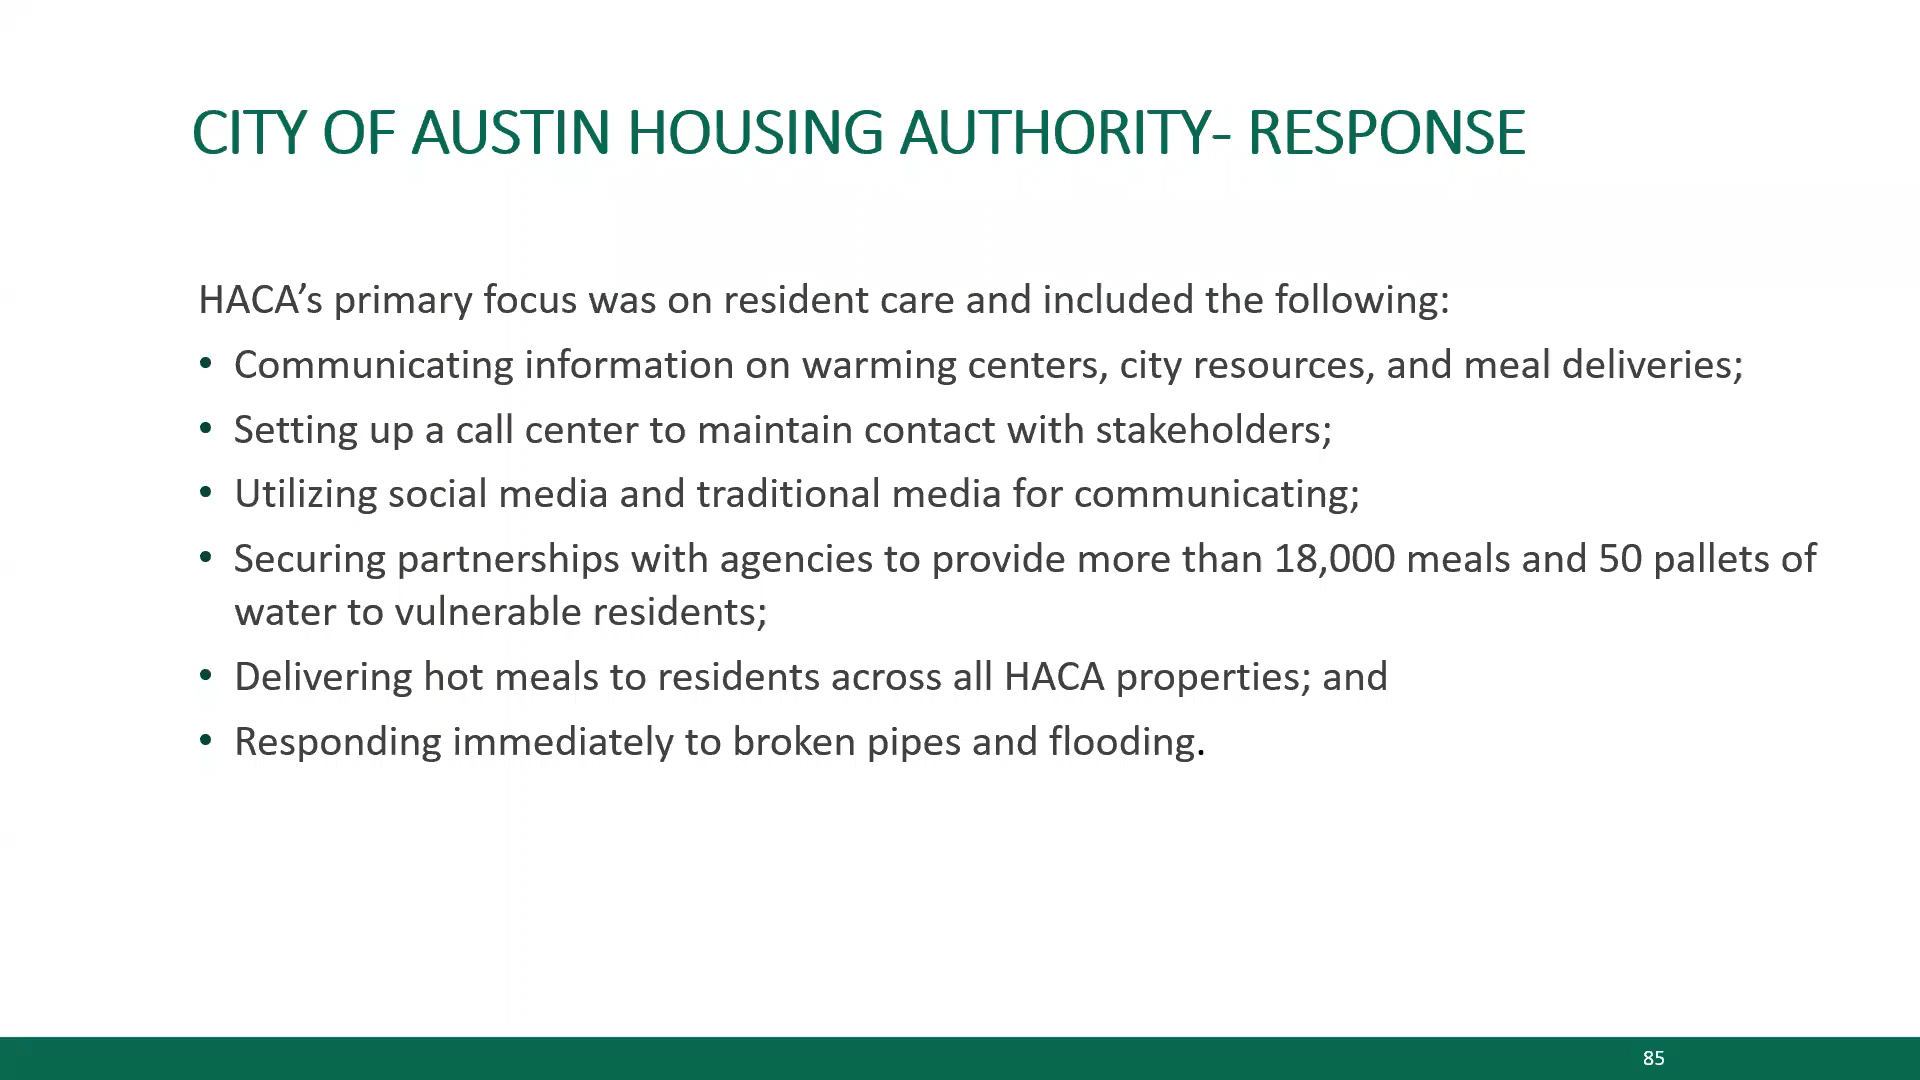 CITY OF AUSTIN HOUSING AUTHORITY- RESPONSE
HACA’s primary focus was on resident care and included the following:
• Communicating information on warming centers, city resources, and meal deliveries;
• Setting up a call center to maintain contact with stakeholders;
• Utilizing social media and traditional media for communicating;
• Securing partnerships with agencies to provide more than 18,000 meals and 50 pallets of
water to vulnerable residents;
• Delivering hot meals to residents across all HACA properties; and
• Responding immediately to broken pipes and flooding.
85